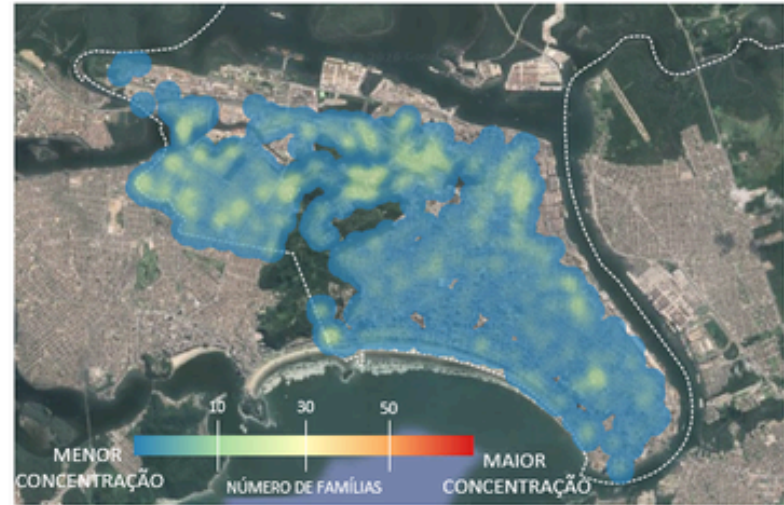 10
30
50
MENOR
CONCENTRAÇÃO
NÚMERO DE FAMÍLIAS
MAIOR
CONCENTRAÇÃO